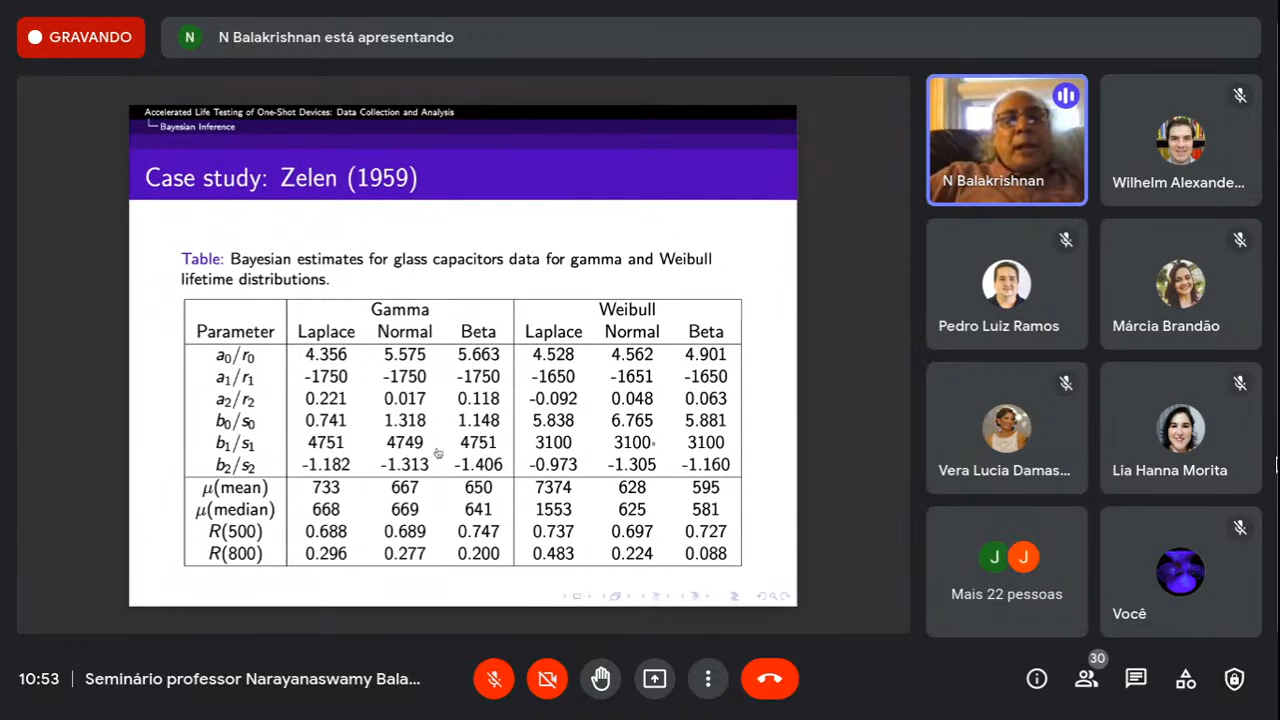 GRAVANDO
N N Balakrishnan está apresentando
Accelerated Life Testing of One-Shot Devices: Data Collection and Analysis
Bayesian Inference
Case study: Zelen (1959)
Table: Bayesian estimates for glass capacitors data for gamma and Weibull
lifetime distributions.
Gamma Weibull
Parameter Laplace Normal Beta Laplace Normal Beta
a0/r0 4.356 5.575 5.663 4.528 4.562 4.901
a1/r1 -1750 -1750 -1750 -1650 -1651 -1650
a2/r2 0.221 0.017 0.118 -0.092 0.048 0.063
b0/s0 0.741 1.318 1.148 5.838 6.765 5.881
b1/s1 4751 4749 4751 3100 3100 3100
b2/s2 -1.182 -1.313 -1.406 -0.973 -1.305 -1.160
μ(mean) 733 667 650 7374 628 595
μ(median) 668 669 641 1553 625 581
R(500) 0.688 0.689 0.747 0.737 0.697 0.727
R(800) 0.296 0.277 0.200 0.483 0.224 0.088
N Balakrishnan
Wilhelm Alexande...
Pedro Luiz Ramos
Márcia Brandão
Vera Lucia Damas...
Lia Hanna Morita
J J
Mais 22 pessoas
Você
10:53 | Seminário professor Narayanaswamy Bala...
30